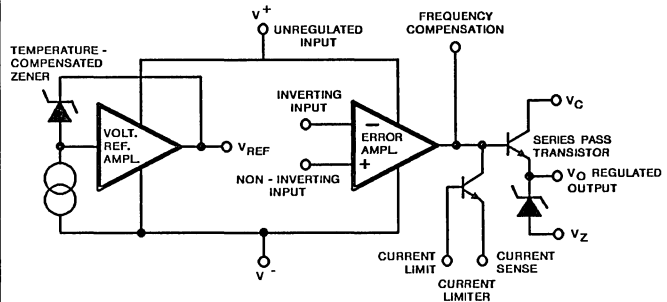 FREQUENCY
COMPENSATION
V+
UNREGULATED
INPUT
TEMPERATURE -
COMPENSATED
ZENER
INVERTING
INPUT
VOLT.
REF.
AMPL.
VREF
−
ERROR
AMPL.
+
NON - INVERTING
INPUT
VC
SERIES PASS
TRANSISTOR
VO REGULATED
OUTPUT
VZ
V-
CURRENT
LIMIT
CURRENT
SENSE
CURRENT
LIMITER